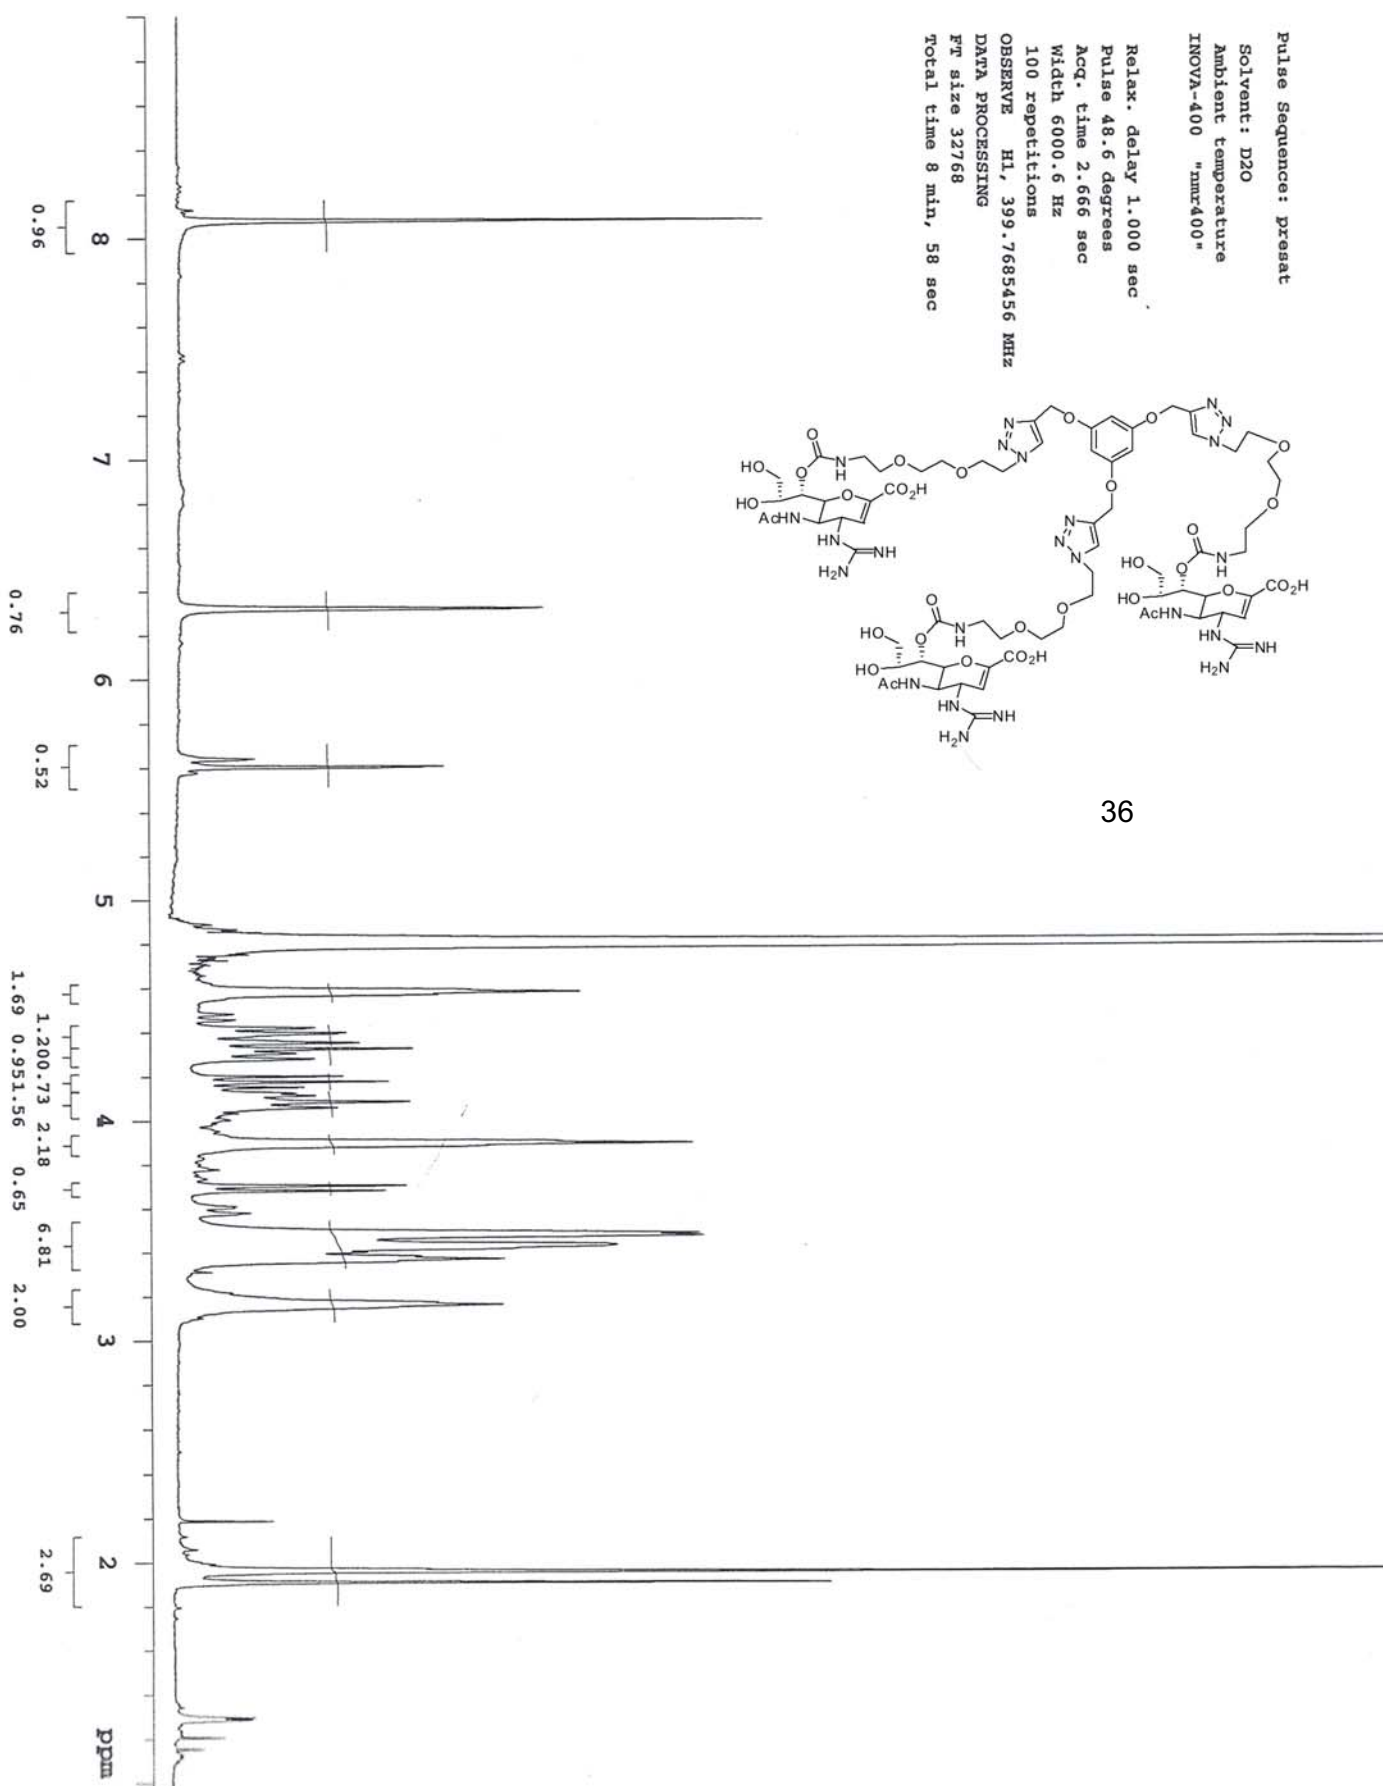 Pulse Sequence: presat
Solvent: D2O
Ambient temperature
INOVA-400 "nmr400"
Relax. delay 1.000 sec
Pulse 48.6 degrees
Acq. time 2.666 sec
Width 6000.6 Hz
100 repetitions
OBSERVE H1, 399.7685456 MHz
DATA PROCESSING
FT size 32768
Total time 8 min, 58 sec
N
N
N
O
O
N
N
N
O
O
O
N
H
O
O
N
N
N
O
HO
HO
O
CO2H
AcHN
HN
NH
H2N
O
N
H
O
O
HO
HO
O
CO2H
AcHN
HN
NH
H2N
O
N
H
O
O
O
HO
HO
O
CO2H
AcHN
HN
NH
H2N
36
8
7
6
5
4
3
2
ppm
0.96
0.76
0.52
1.20 0.73 2.18 0.65 6.81 2.00
1.69 0.95 1.56
2.69